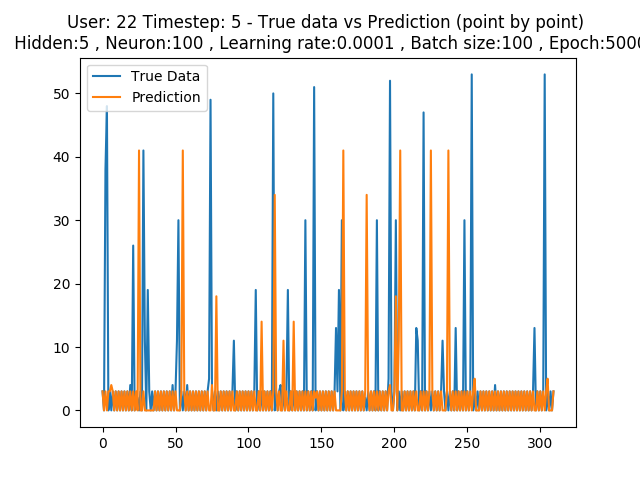 User: 22 Timestep: 5 - True data vs Prediction (point by point)
Hidden:5 , Neuron:100 , Learning rate:0.0001 , Batch size:100 , Epoch:5000
True Data
Prediction
50
40
30
20
10
0
0 50 100 150 200 250 300